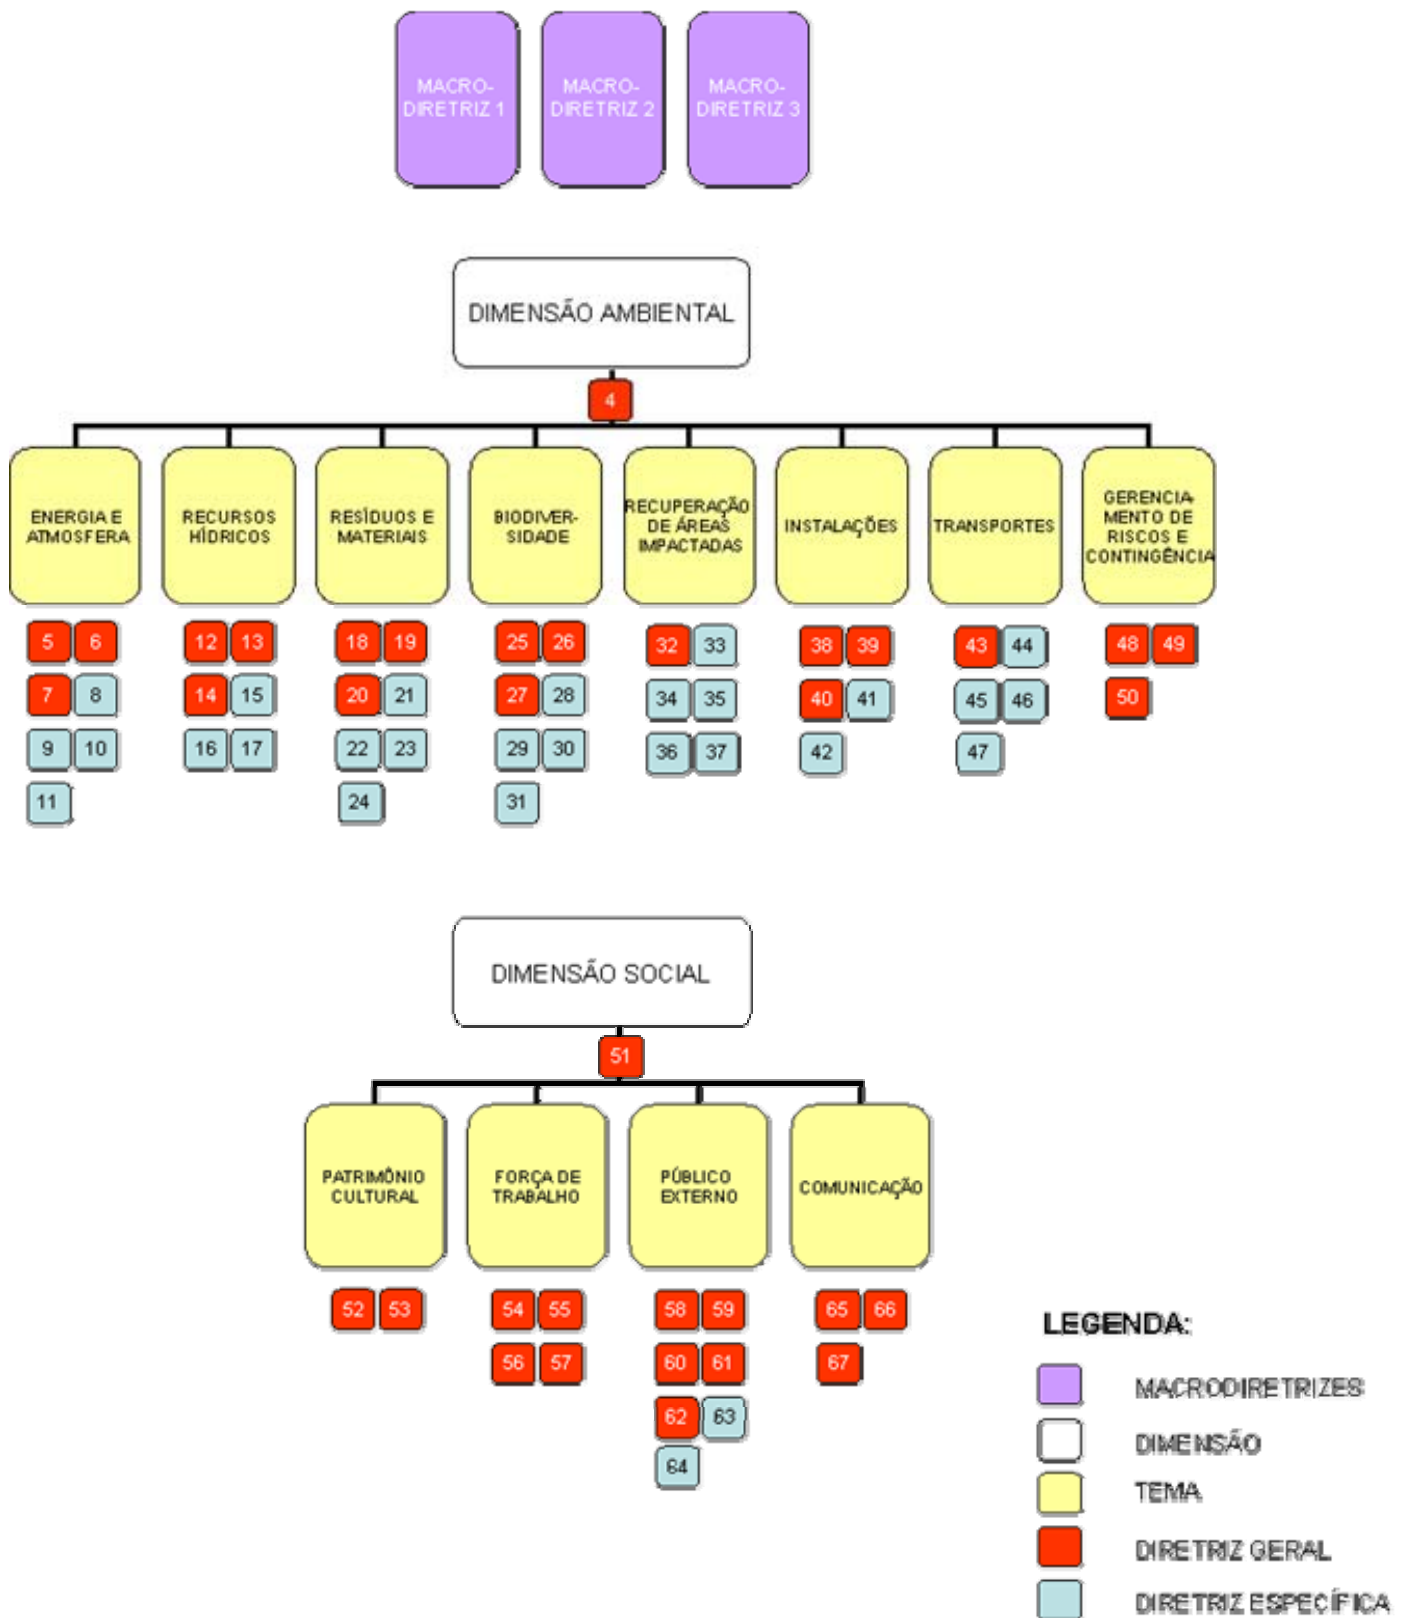 MACRO-
DIRETRIZ 1
MACRO-
DIRETRIZ 2
MACRO-
DIRETRIZ 3
DIMENSÃO AMBIENTAL
4
ENERGIA E
ATMOSFERA
RECURSOS
HÍDRICOS
RESÍDUOS E
MATERIAIS
BIODIVER-
SIDADE
RECUPERAÇÃO
DE ÁREAS
IMPACTADAS
INSTALAÇÕES
TRANSPORTES
GERENCIA-
MENTO DE
RISCOS E
CONTINGÊNCIA
5 6
7 8
9 10
11
12 13
14 15
16 17
18 19
20 21
22 23
24
25 26
27 28
29 30
31
32 33
34 35
36 37
38 39
40 41
42
43 44
45 46
47
48 49
50
DIMENSÃO SOCIAL
51
PATRIMÔNIO
CULTURAL
FORÇA DE
TRABALHO
PÚBLICO
EXTERNO
COMUNICAÇÃO
52 53
54 55
56 57
58 59
60 61
62 63
64
65 66
67
LEGENDA:
MACRODIRETRIZES
DIMENSÃO
TEMA
DIRETRIZ GERAL
DIRETRIZ ESPECÍFICA